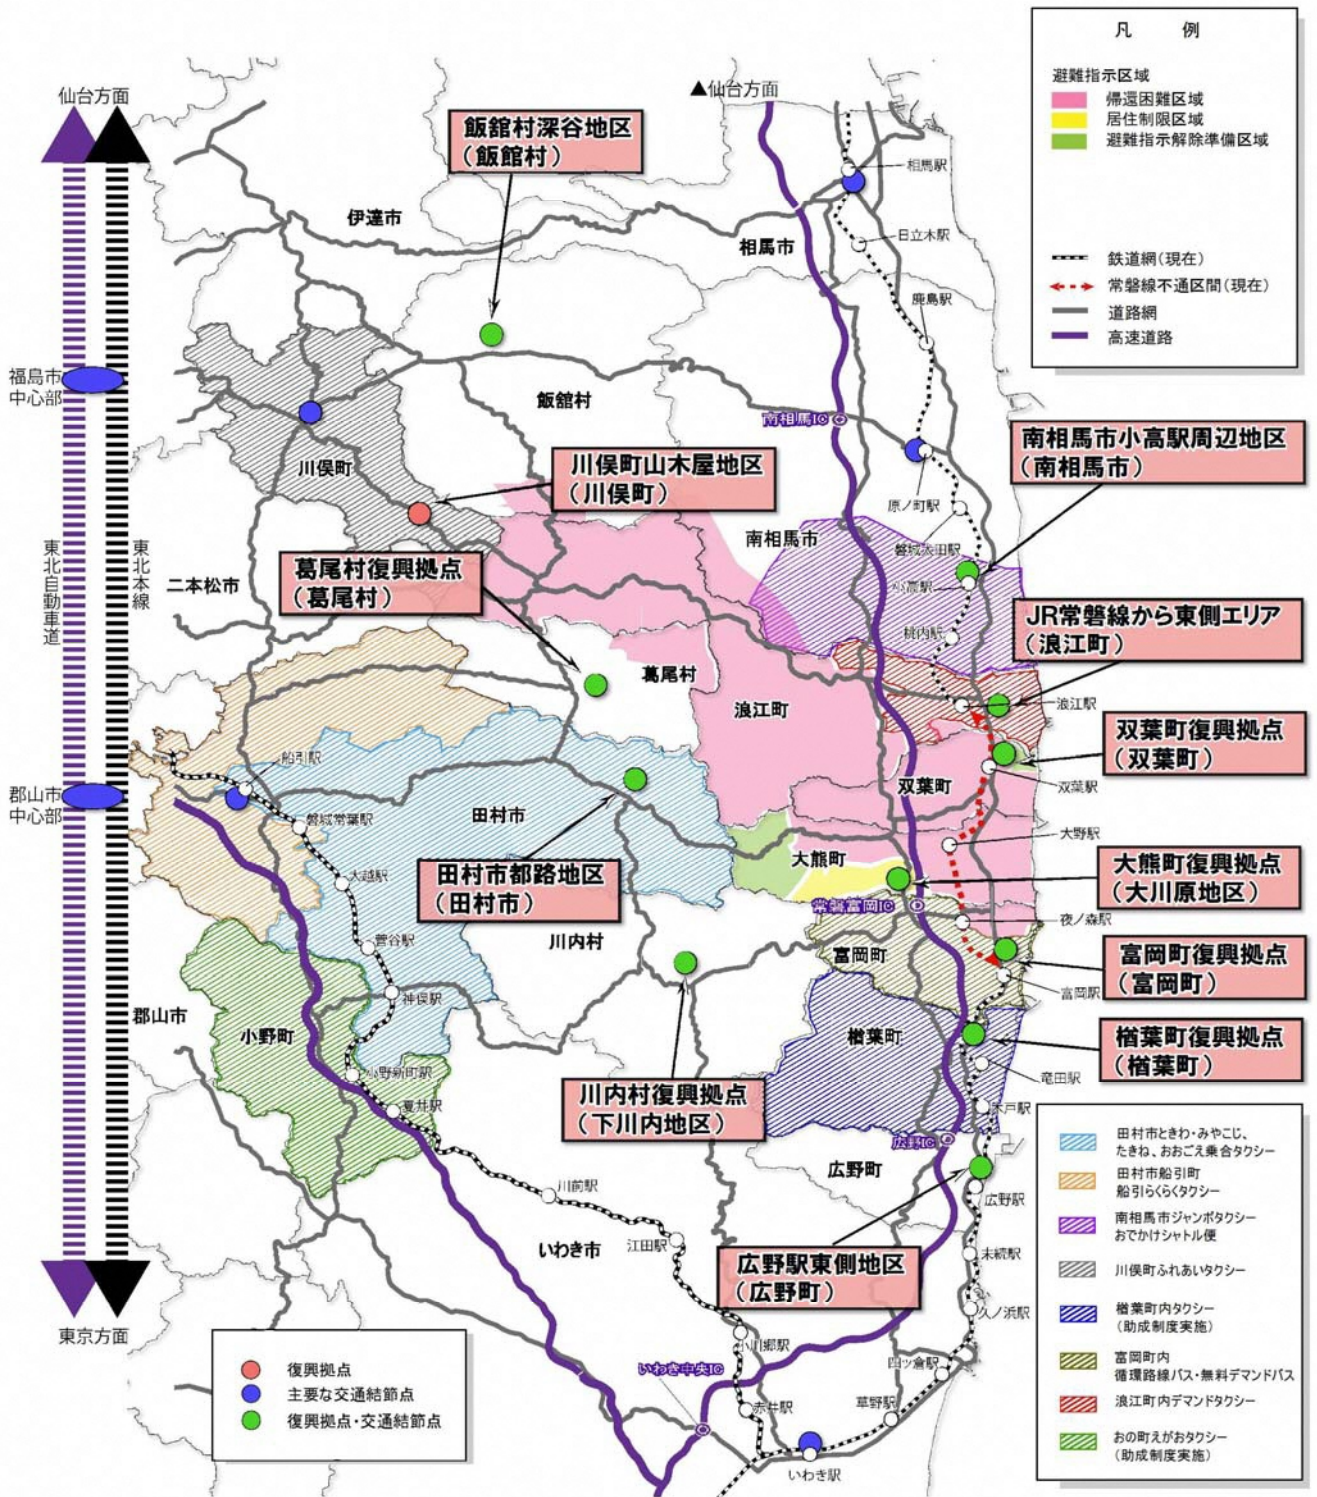 凡　例
避難指示区域
帰還困難区域
居住制限区域
避難指示解除準備区域
鉄道網(現在)
常磐線不通区間(現在)
道路網
高速道路
仙台方面
▲仙台方面
飯舘村深谷地区
(飯舘村)
相馬駅
伊達市
相馬市
日立木駅
鹿島駅
福島市
中心部
飯舘村
南相馬IC
南相馬市小高駅周辺地区
(南相馬市)
川俣町
川俣町山木屋地区
(川俣町)
原ノ町駅
南相馬市
磐城太田駅
東北自動車道
東北本線
二本松市
葛尾村復興拠点
(葛尾村)
小高駅
JR常磐線から東側エリア
(浪江町)
桃内駅
葛尾村
浪江町
浪江駅
双葉町復興拠点
(双葉町)
船引駅
双葉町
双葉駅
郡山市
中心部
磐城常葉駅
田村市
大野駅
大熊町
大熊町復興拠点
(大川原地区)
田村市都路地区
(田村市)
大越駅
常磐富岡IC
夜ノ森駅
菅谷駅
川内村
富岡町
富岡町復興拠点
(富岡町)
神俣駅
富岡駅
郡山市
小野町
楢葉町
楢葉町復興拠点
(楢葉町)
小野新町駅
竜田駅
川内村復興拠点
(下川内地区)
夏井駅
木戸駅
広野IC
広野町
川前駅
広野駅
いわき市
江田駅
末続駅
広野駅東側地区
(広野町)
久ノ浜駅
東京方面
小川郷駅
いわき中央IC
四ツ倉駅
赤井駅
草野駅
いわき駅
復興拠点
主要な交通結節点
復興拠点・交通結節点
田村市ときわ・みやこじ、
たきね、おおごえ乗合タクシー
田村市船引町
船引らくらくタクシー
南相馬市ジャンボタクシー
おでかけシャトル便
川俣町ふれあいタクシー
楢葉町内タクシー
(助成制度実施)
富岡町内
循環路線バス・無料デマンドバス
浪江町内デマンドタクシー
おの町えがおタクシー
(助成制度実施)